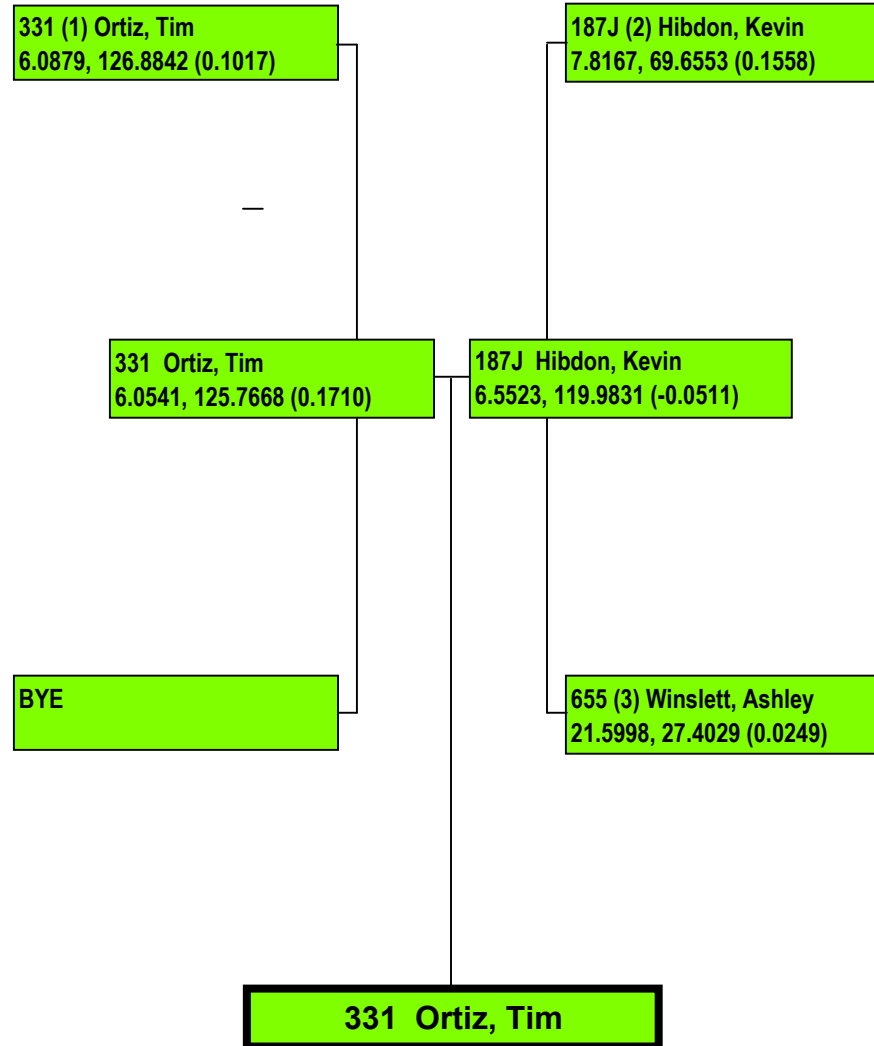 331 (1) Ortiz, Tim
6.0879, 126.8842 (0.1017)
187J (2) Hibdon, Kevin
7.8167, 69.6553 (0.1558)
331  Ortiz, Tim
6.0541, 125.7668 (0.1710)
187J  Hibdon, Kevin
6.5523, 119.9831 (-0.0511)
BYE
655 (3) Winslett, Ashley
21.5998, 27.4029 (0.0249)
331  Ortiz, Tim